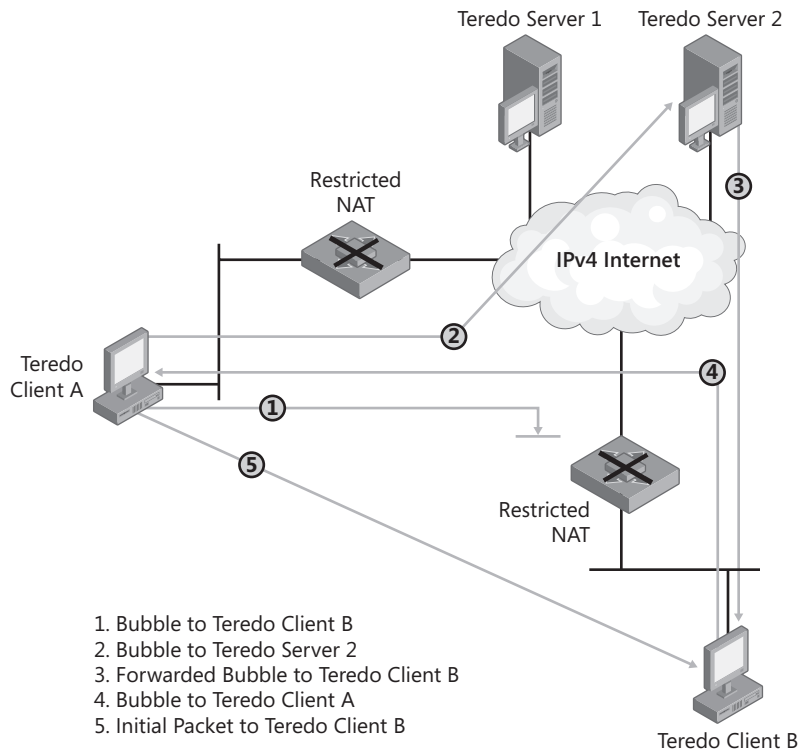 Teredo Server 1
Teredo Server 2
3
Restricted
NAT
IPv4 Internet
2
Teredo
Client A
4
1
5
Restricted
NAT
1. Bubble to Teredo Client B
2. Bubble to Teredo Server 2
3. Forwarded Bubble to Teredo Client B
4. Bubble to Teredo Client A
5. Initial Packet to Teredo Client B
Teredo Client B